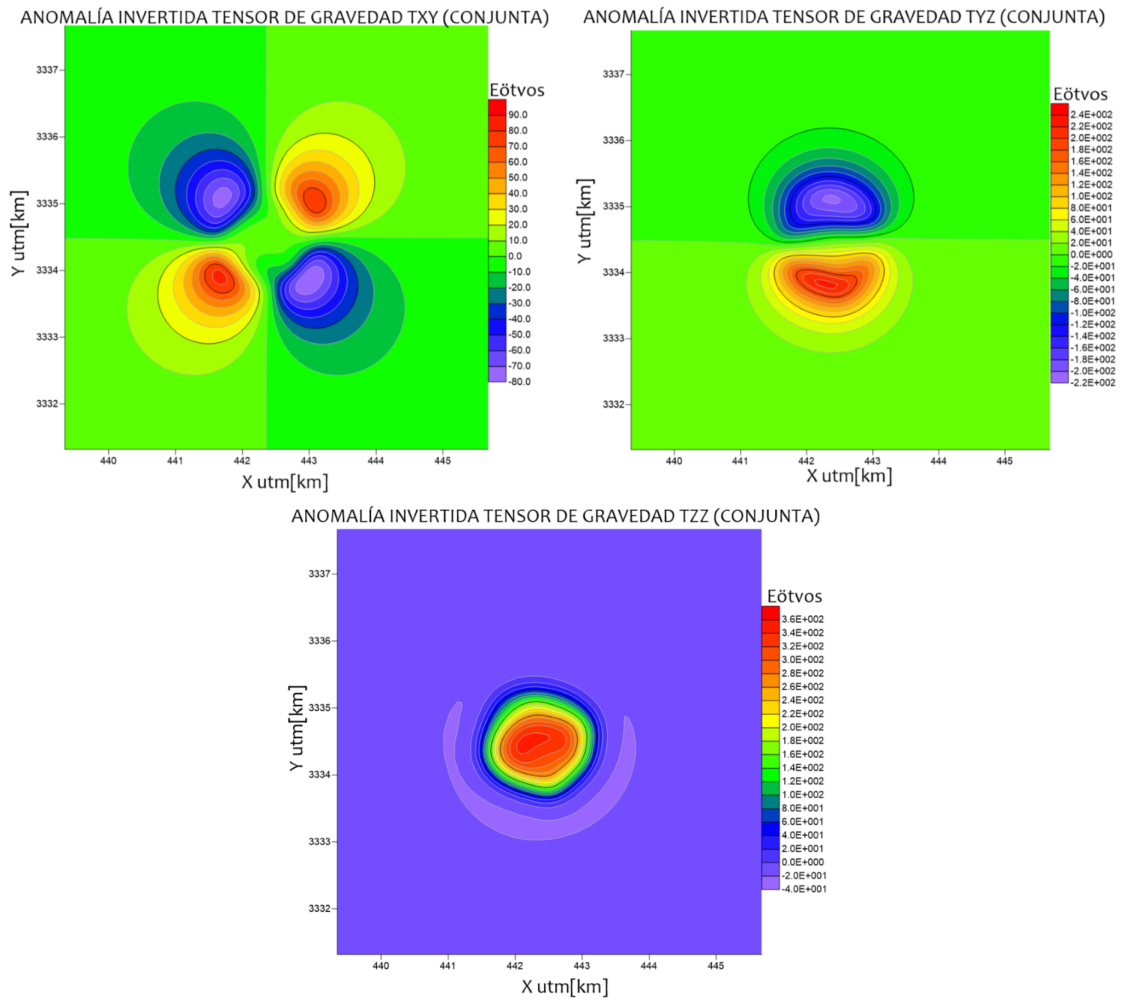 ANOMALÍA INVERTIDA TENSOR DE GRAVEDAD TXY (CONJUNTA)
Eötvos
90.0
80.0
70.0
60.0
50.0
40.0
30.0
20.0
10.0
0.0
-10.0
-20.0
-30.0
-40.0
-50.0
-60.0
-70.0
-80.0
Y utm[km]
3337
3336
3335
3334
3333
3332
440 441 442 443 444 445
X utm[km]
ANOMALÍA INVERTIDA TENSOR DE GRAVEDAD TYZ (CONJUNTA)
Eötvos
2.4E+002
2.2E+002
2.0E+002
1.8E+002
1.6E+002
1.4E+002
1.2E+002
1.0E+002
8.0E+001
6.0E+001
4.0E+001
2.0E+001
0.0E+000
-2.0E+001
-4.0E+001
-6.0E+001
-8.0E+001
-1.0E+002
-1.2E+002
-1.4E+002
-1.6E+002
-1.8E+002
-2.0E+002
-2.2E+002
Y utm[km]
3337
3336
3335
3334
3333
3332
440 441 442 443 444 445
X utm[km]
ANOMALÍA INVERTIDA TENSOR DE GRAVEDAD TZZ (CONJUNTA)
Eötvos
3.6E+002
3.4E+002
3.2E+002
3.0E+002
2.8E+002
2.6E+002
2.4E+002
2.2E+002
2.0E+002
1.8E+002
1.6E+002
1.4E+002
1.2E+002
1.0E+002
8.0E+001
6.0E+001
4.0E+001
2.0E+001
0.0E+000
-2.0E+001
-4.0E+001
Y utm[km]
3337
3336
3335
3334
3333
3332
440 441 442 443 444 445
X utm[km]